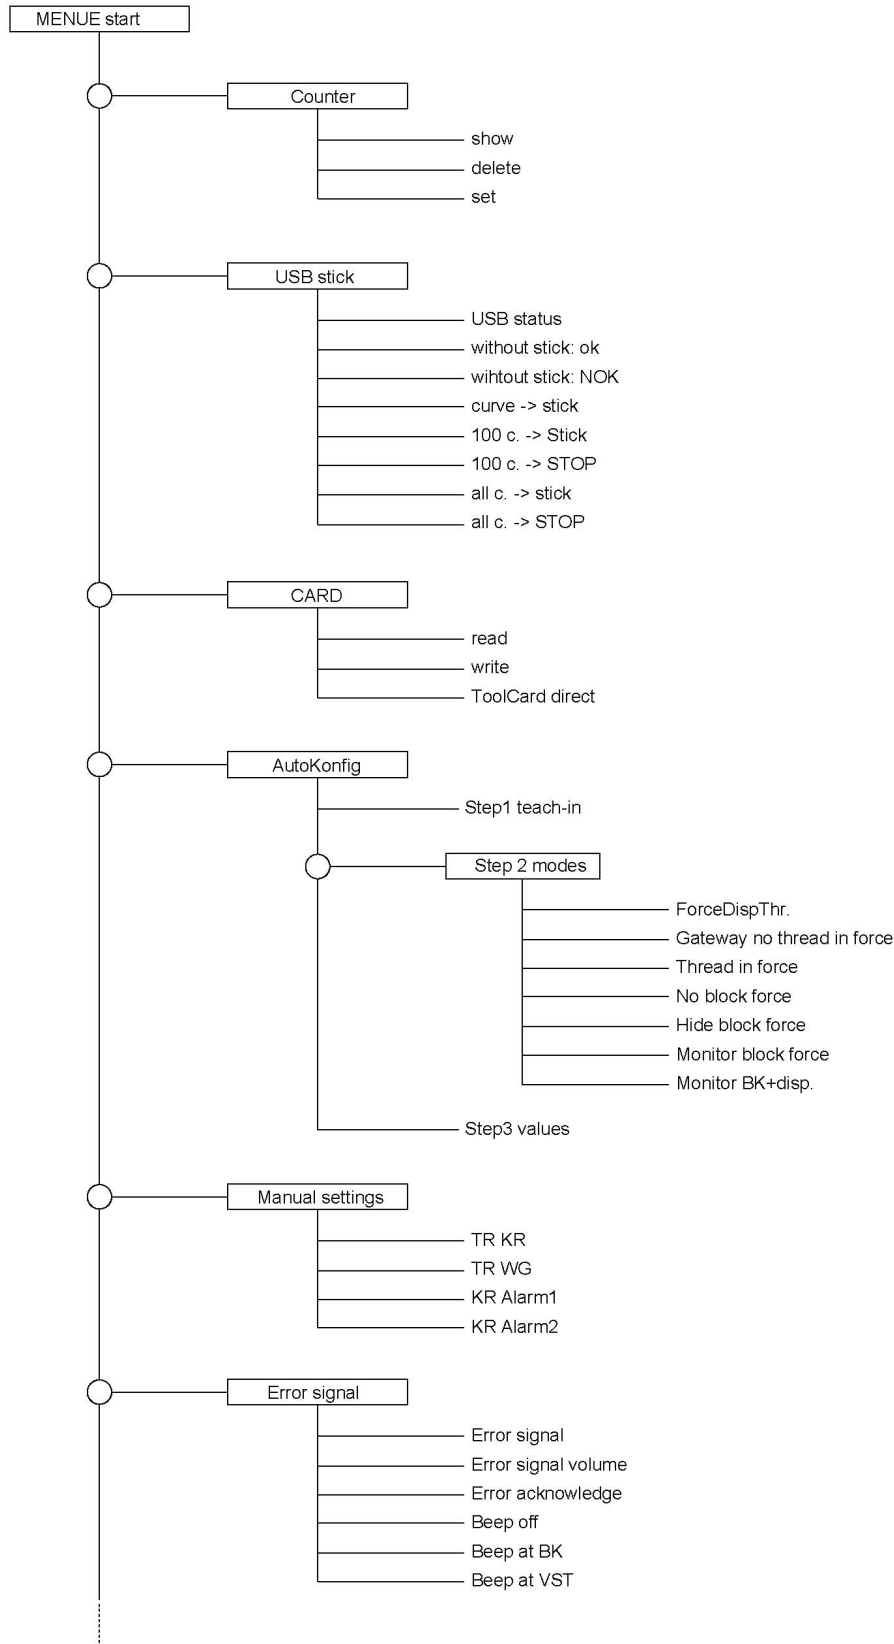 MENUE start
Counter
show
delete
set
USB stick
USB status
without stick: ok
wihtout stick: NOK
curve -> stick
100 c. -> Stick
100 c. -> STOP
all c. -> stick
all c. -> STOP
CARD
read
write
ToolCard direct
AutoKonfig
Step1 teach-in
Step 2 modes
ForceDispThr.
Gateway no thread in force
Thread in force
No block force
Hide block force
Monitor block force
Monitor BK+disp.
Step3 values
Manual settings
TR KR
TR WG
KR Alarm1
KR Alarm2
Error signal
Error signal
Error signal volume
Error acknowledge
Beep off
Beep at BK
Beep at VST